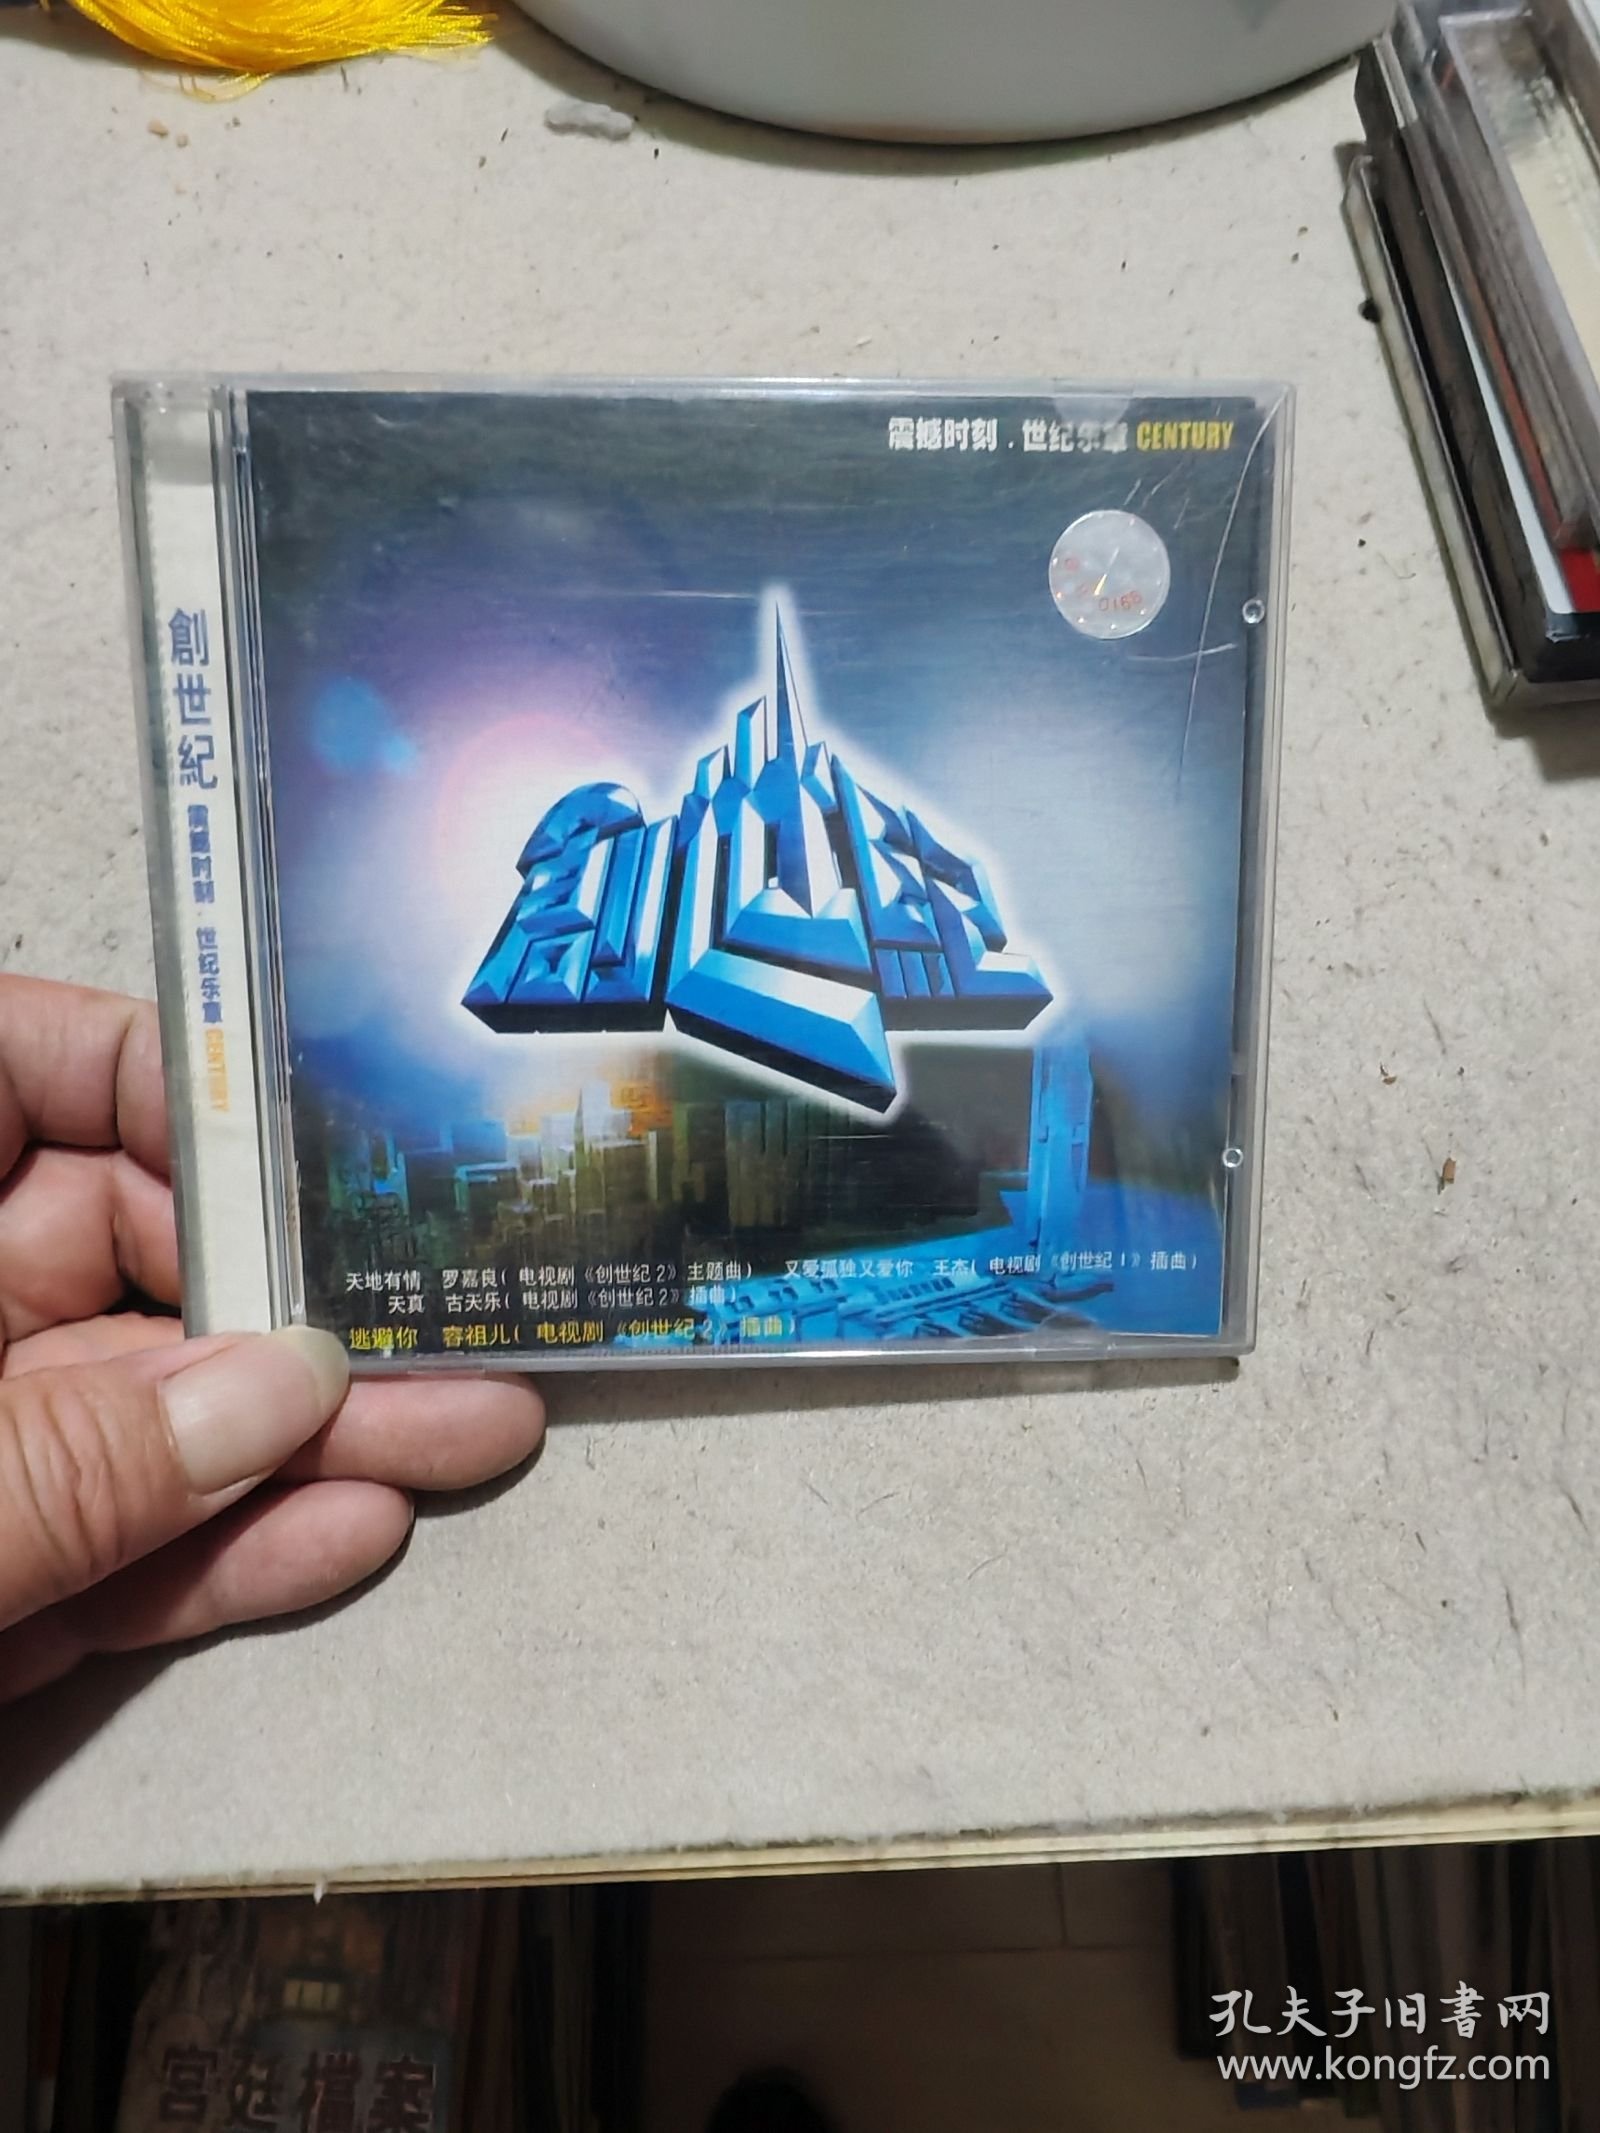 震撼时刻.世纪乐章 CENTURY
0166
創世紀
創世紀 震撼时刻.世纪乐章 CENTURY
天地有情 罗嘉良(电视剧《创世纪2》主题曲) 又爱孤独又爱你 王杰(电视剧《创世纪1》插曲)
天真 古天乐(电视剧《创世纪2》插曲)
逃避你 容祖儿(电视剧《创世纪2》插曲)
宫廷檔案
孔夫子旧書网
www.kongfz.com